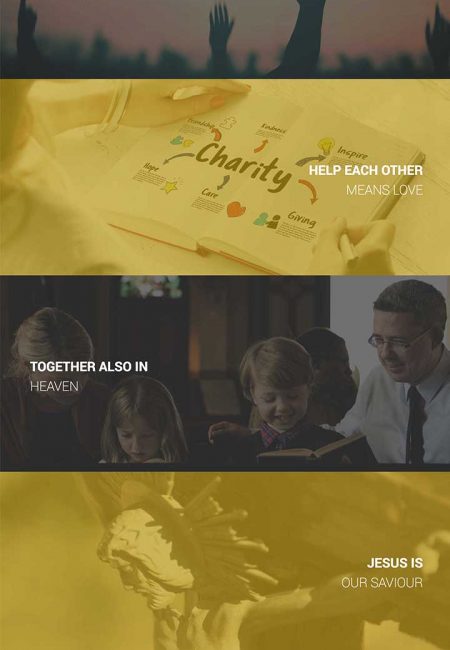 Friendship
Kindness
Inspire
Charity
HELP EACH OTHER
MEANS LOVE
Hope
Care
Giving
TOGETHER ALSO IN
HEAVEN
JESUS IS
OUR SAVIOUR